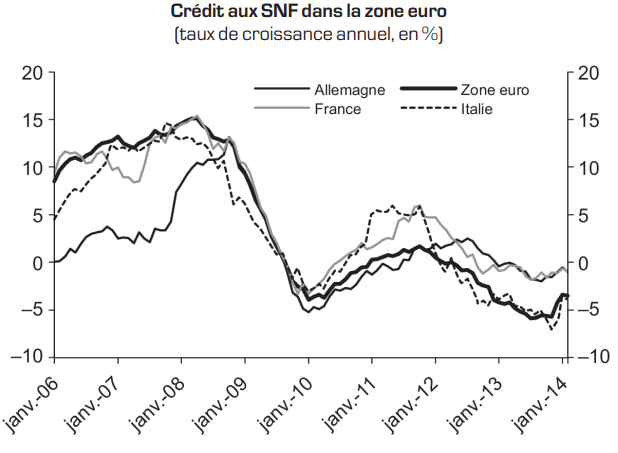 Crédit aux SNF dans la zone euro
(taux de croissance annuel, en %)
20 20
Allemagne Zone euro
15 France Italie 15
10 10
5 5
0 0
–5 –5
–10 –10
janv.-06 janv.-07 janv.-08 janv.-09 janv.-10 janv.-11 janv.-12 janv.-13 janv.-14